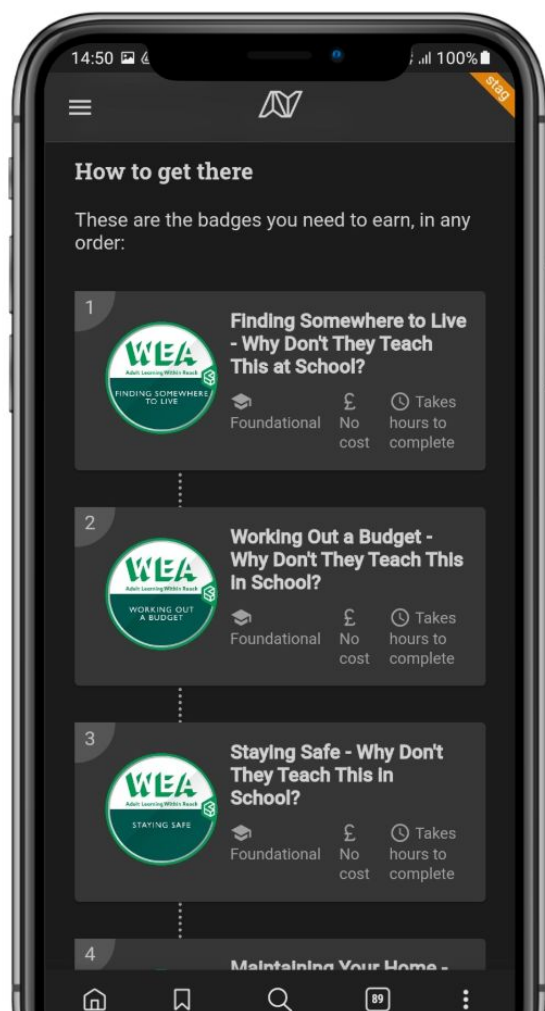 14:50
100%
stag
How to get there
These are the badges you need to earn, in any
order:
1
WEA
Adult Learning Within Reach
FINDING SOMEWHERE
TO LIVE
Finding Somewhere to Live
- Why Don't They Teach
This at School?
Foundational
£
No
cost
Takes
hours to
complete
2
WEA
Adult Learning Within Reach
WORKING OUT
A BUDGET
Working Out a Budget -
Why Don't They Teach This
in School?
Foundational
£
No
cost
Takes
hours to
complete
3
WEA
Adult Learning Within Reach
STAYING SAFE
Staying Safe - Why Don't
They Teach This in
School?
Foundational
£
No
cost
Takes
hours to
complete
4
Maintaining Your Home -
89